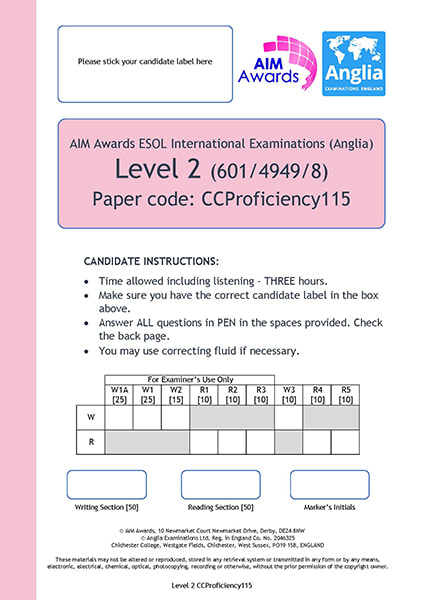 Please stick your candidate label here
AIM
Awards
Anglia
EXAMINATIONS ENGLAND
AIM Awards ESOL International Examinations (Anglia)
Level 2 (601/4949/8)
Paper code: CCProficiency115
CANDIDATE INSTRUCTIONS:
• Time allowed including listening – THREE hours.
• Make sure you have the correct candidate label in the box
above.
• Answer ALL questions in PEN in the spaces provided. Check
the back page.
• You may use correcting fluid if necessary.
For Examiner's Use Only
W1A W1 W2 R1 R2 R3 W3 R4 R5
[25] [25] [15] [10] [10] [10] [10] [10] [10]
W
R
Writing Section [50] Reading Section [50] Marker's Initials
© AIM Awards, 10 Newmarket Court Newmarket Drive, Derby, DE24 8NW
© Anglia Examinations Ltd. Reg. in England Co. No. 2046325
Chichester College, Westgate Fields, Chichester, West Sussex, PO19 1SB, ENGLAND
These materials may not be altered or reproduced, stored in any retrieval system or transmitted in any form or by any means,
electronic, electrical, chemical, optical, photocopying, recording or otherwise, without the prior permission of the copyright owner.
Level 2 CCProficiency115